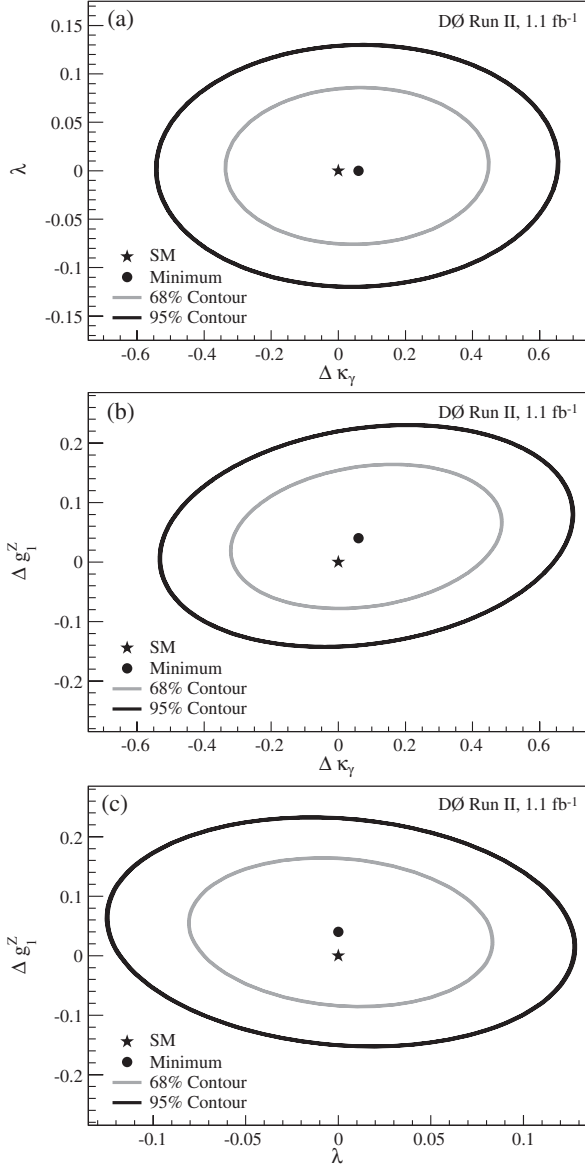 (a) DØ Run II, 1.1 fb-1
0.15
0.1
0.05
0
-0.05
-0.1
-0.15
λ
SM
Minimum
68% Contour
95% Contour
-0.6 -0.4 -0.2 0 0.2 0.4 0.6
Δ κγ
(b) DØ Run II, 1.1 fb-1
0.2
0.1
0
-0.1
-0.2
Δ g1Z
SM
Minimum
68% Contour
95% Contour
-0.6 -0.4 -0.2 0 0.2 0.4 0.6
Δ κγ
(c) DØ Run II, 1.1 fb-1
0.2
0.1
0
-0.1
-0.2
Δ g1Z
SM
Minimum
68% Contour
95% Contour
-0.1 -0.05 0 0.05 0.1
λ